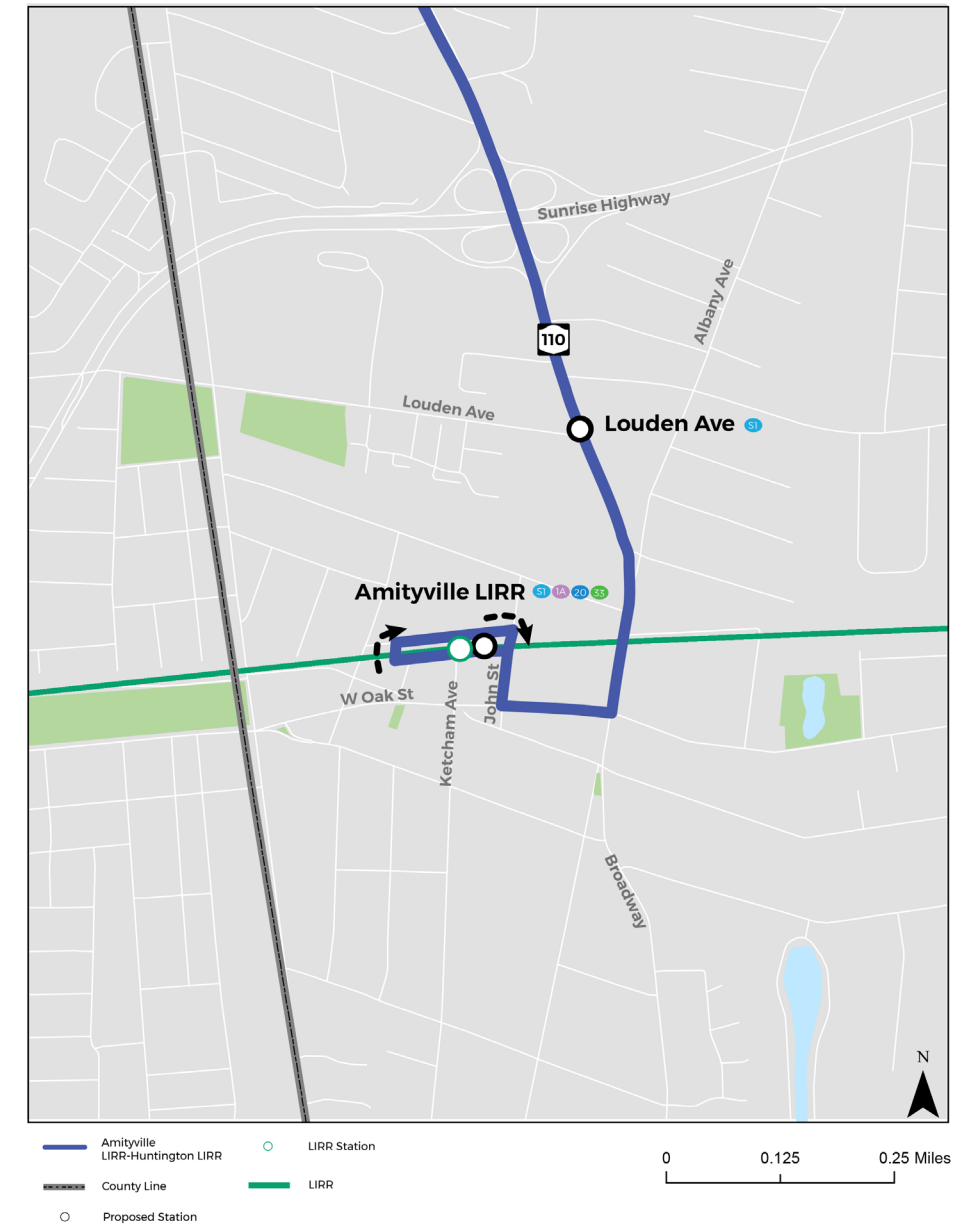 Sunrise Highway
Albany Ave
110
Louden Ave
Louden Ave S1
Amityville LIRR S1 1A 20 33
W Oak St
Ketcham Ave
John St
Broadway
N
Amityville
LIRR-Huntington LIRR
LIRR Station
County Line
LIRR
Proposed Station
0 0.125 0.25 Miles